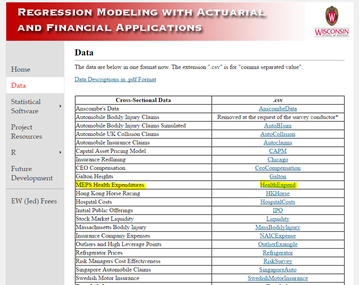 Regression Modeling with Actuarial
and Financial Applications
WISCONSIN
Home
Data
Statistical
Software
Project
Resources
R
Future
Development
EW (Jed) Frees
Data
The data are below in one format now. The extension ".csv" is for "comma separated value".
Data Descriptions in .pdf Format
Cross-Sectional Data .csv
Anscombe's Data AnscombeData
Automobile Bodily Injury Claims Removed at the request of the survey conductor*
Automobile Bodily Injury Claims Simulated AutoBIsim
Automobile UK Collision Claims AutoCollision
Automobile Insurance Claims Autoclaims
Capital Asset Pricing Model CAPM
Insurance Redlining Chicago
CEO Compensation CeoCompensation
Galton Heights Galton
MEPS Health Expenditures HealthExpend
Hong Kong Horse Racing HKHorse
Hospital Costs HospitalCosts
Initial Public Offerings IPO
Stock Market Liquidity Liquidity
Massachusetts Bodily Injury MassBodilyInjury
Insurance Company Expenses NAICExpense
Outliers and High Leverage Points OutlierExample
Refrigerator Prices Refrigerator
Risk Managers Cost Effectiveness RiskSurvey
Singapore Automobile Claims SingaporeAuto
Swedish Motor Insurance SwedishMotorInsurance